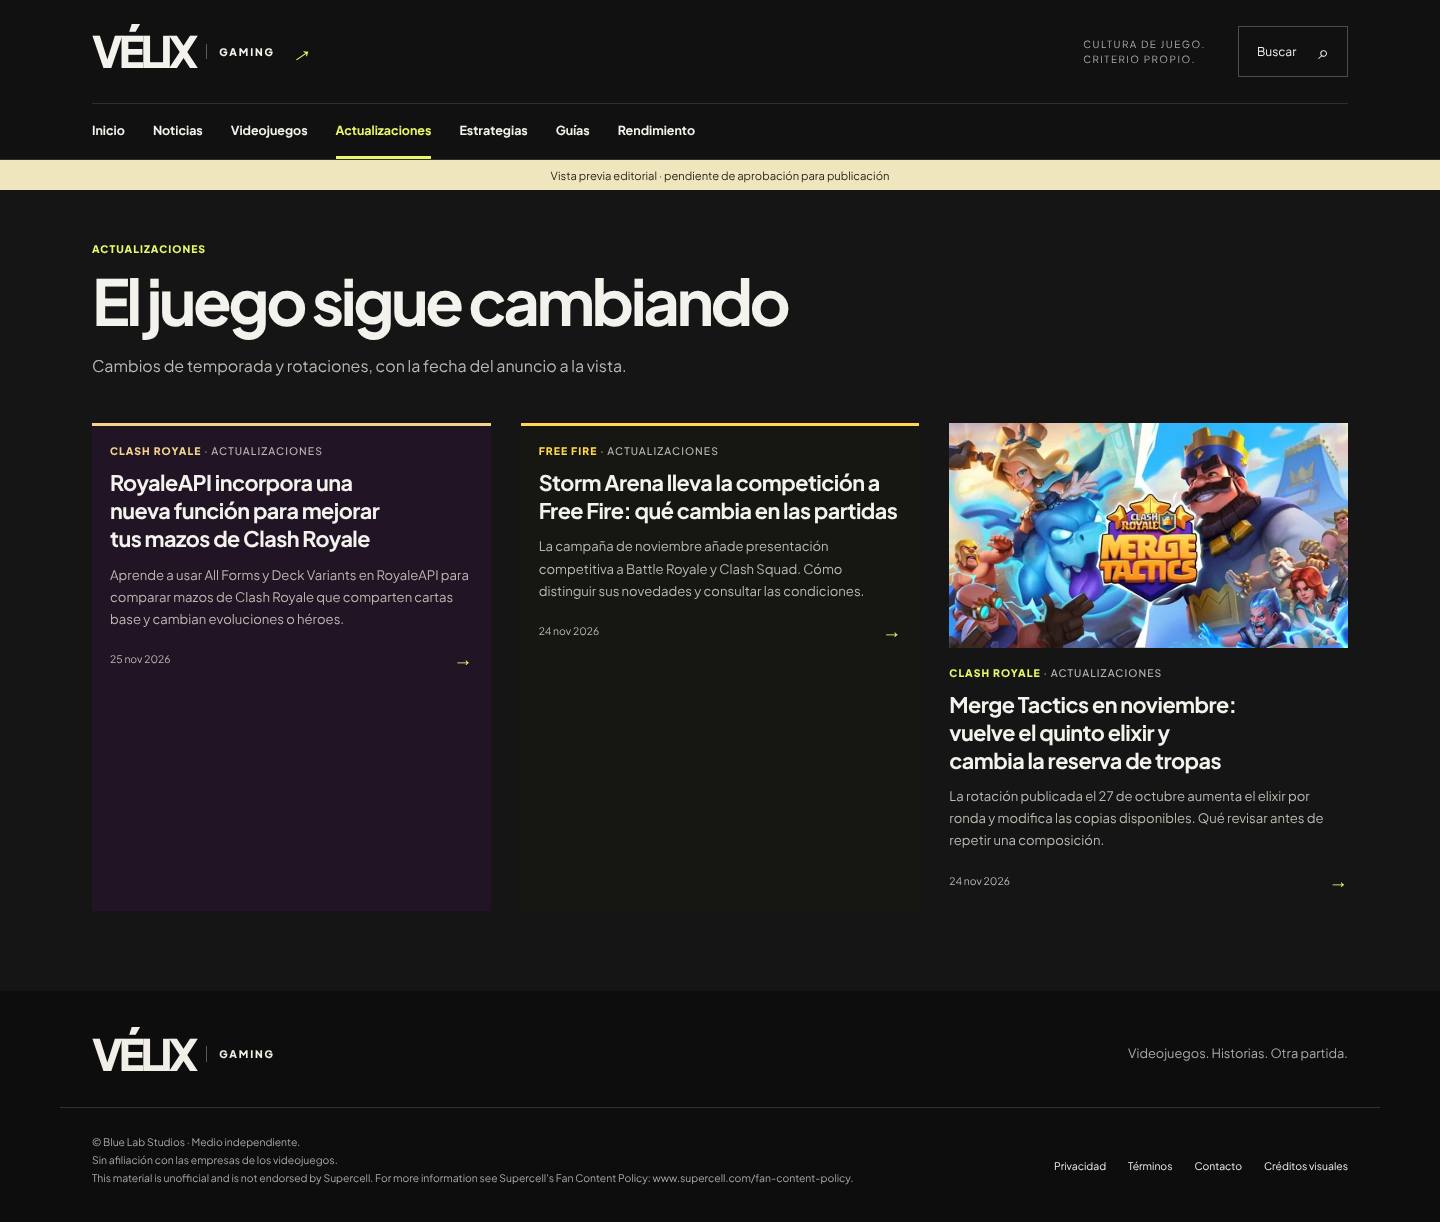 VÉLIX GAMING →
CULTURA DE JUEGO.
CRITERIO PROPIO.
Buscar ⌕
Inicio Noticias Videojuegos Actualizaciones Estrategias Guías Rendimiento
Vista previa editorial · pendiente de aprobación para publicación
ACTUALIZACIONES
El juego sigue cambiando
Cambios de temporada y rotaciones, con la fecha del anuncio a la vista.
CLASH ROYALE · ACTUALIZACIONES
RoyaleAPI incorpora una
nueva función para mejorar
tus mazos de Clash Royale
Aprende a usar All Forms y Deck Variants en RoyaleAPI para
comparar mazos de Clash Royale que comparten cartas
base y cambian evoluciones o héroes.
25 nov 2026 →
FREE FIRE · ACTUALIZACIONES
Storm Arena lleva la competición a
Free Fire: qué cambia en las partidas
La campaña de noviembre añade presentación
competitiva a Battle Royale y Clash Squad. Cómo
distinguir sus novedades y consultar las condiciones.
24 nov 2026 →
CLASH
ROYALE
MERGE
TACTICS
CLASH ROYALE · ACTUALIZACIONES
Merge Tactics en noviembre:
vuelve el quinto elixir y
cambia la reserva de tropas
La rotación publicada el 27 de octubre aumenta el elixir por
ronda y modifica las copias disponibles. Qué revisar antes de
repetir una composición.
24 nov 2026 →
VÉLIX GAMING
Videojuegos. Historias. Otra partida.
© Blue Lab Studios · Medio independiente.
Sin afiliación con las empresas de los videojuegos.
This material is unofficial and is not endorsed by Supercell. For more information see Supercell's Fan Content Policy: www.supercell.com/fan-content-policy.
Privacidad Términos Contacto Créditos visuales